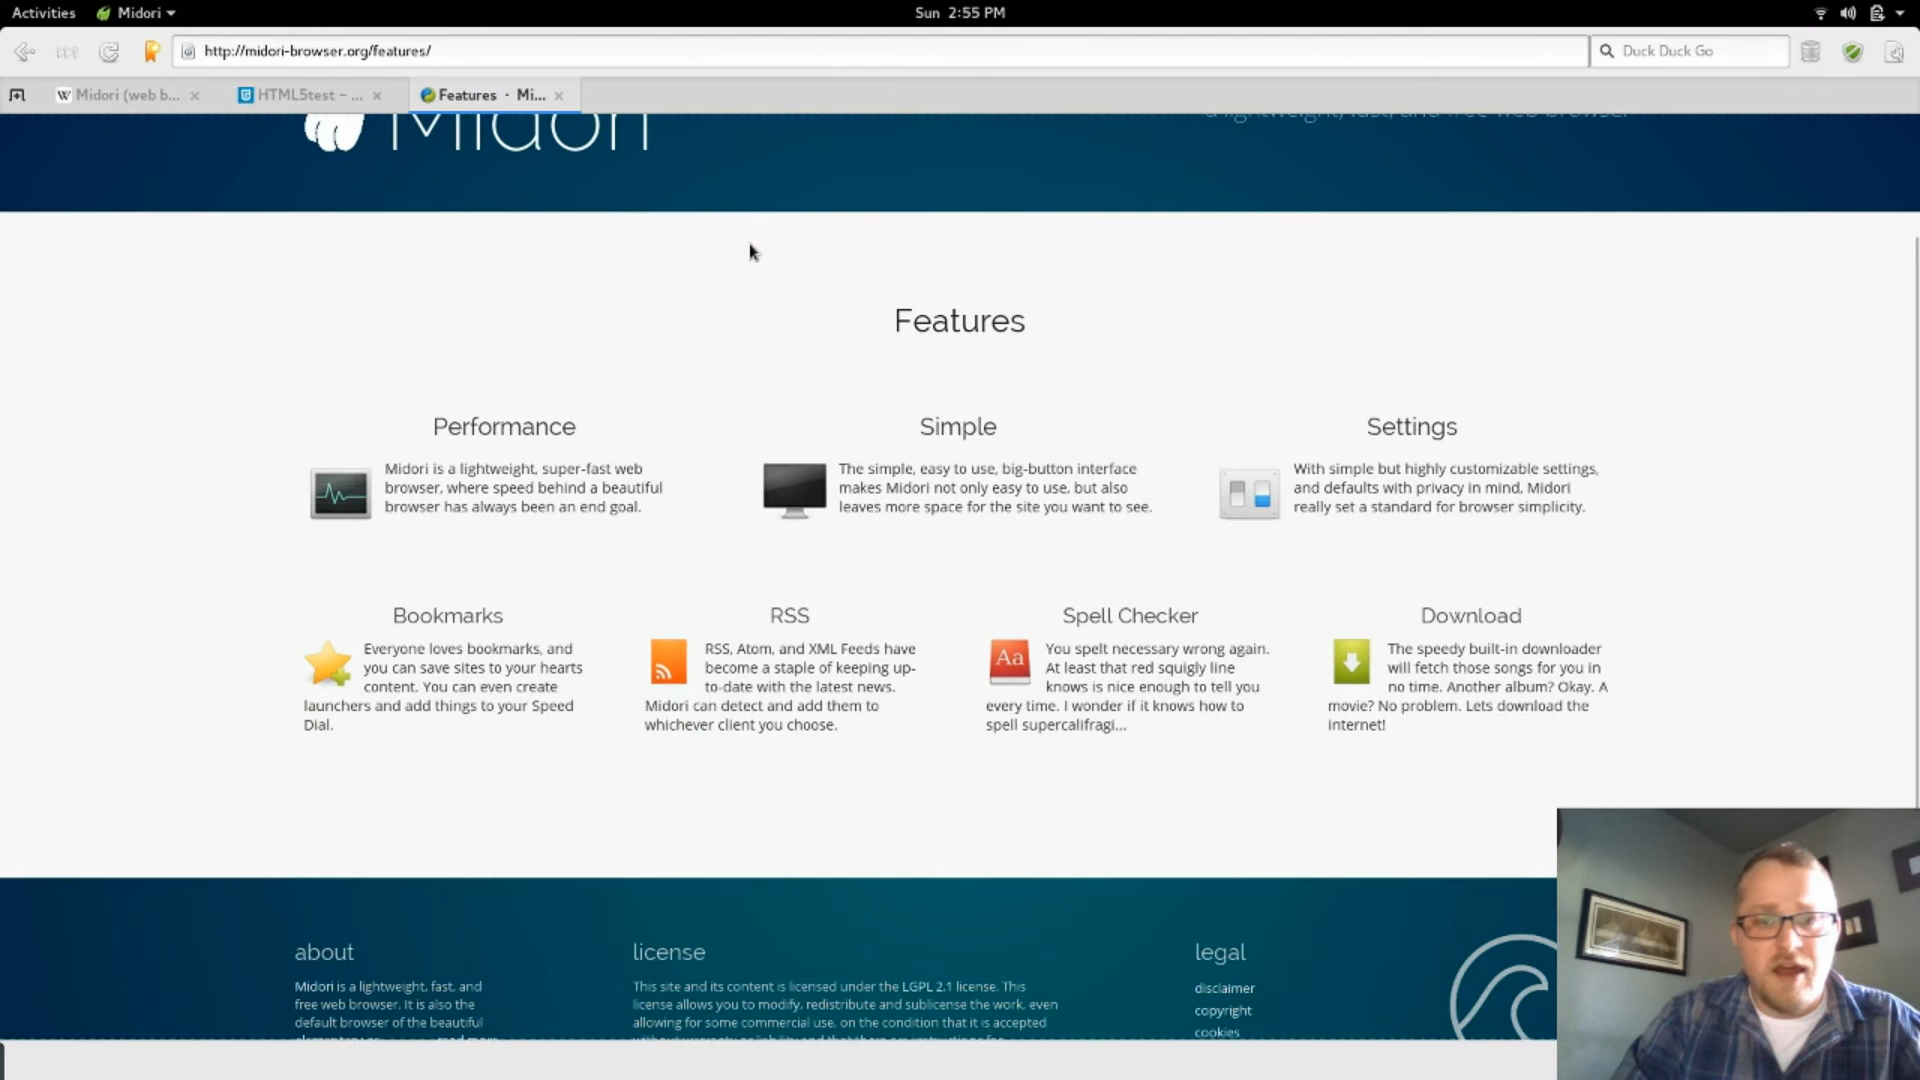 Activities Midori Sun 2:55 PM
http://midori-browser.org/features/ Duck Duck Go
Midori (web b... HTML5test – ... Features · Mi...
Midori a lightweight, fast, and free web browser
Features
Performance
Midori is a lightweight, super-fast web
browser, where speed behind a beautiful
browser has always been an end goal.
Simple
The simple, easy to use, big-button interface
makes Midori not only easy to use, but also
leaves more space for the site you want to see.
Settings
With simple but highly customizable settings,
and defaults with privacy in mind, Midori
really set a standard for browser simplicity.
Bookmarks
Everyone loves bookmarks, and
you can save sites to your hearts
content. You can even create
launchers and add things to your Speed
Dial.
RSS
RSS, Atom, and XML Feeds have
become a staple of keeping up-
to-date with the latest news.
Midori can detect and add them to
whichever client you choose.
Spell Checker
Aa
You spelt necessary wrong again.
At least that red squigly line
knows is nice enough to tell you
every time. I wonder if it knows how to
spell supercalifragi...
Download
The speedy built-in downloader
will fetch those songs for you in
no time. Another album? Okay. A
movie? No problem. Lets download the
internet!
about
Midori is a lightweight, fast, and
free web browser. It is also the
default browser of the beautiful
license
This site and its content is licensed under the LGPL 2.1 license. This
license allows you to modify, redistribute and sublicense the work, even
allowing for some commercial use, on the condition that it is accepted
legal
disclaimer
copyright
cookies